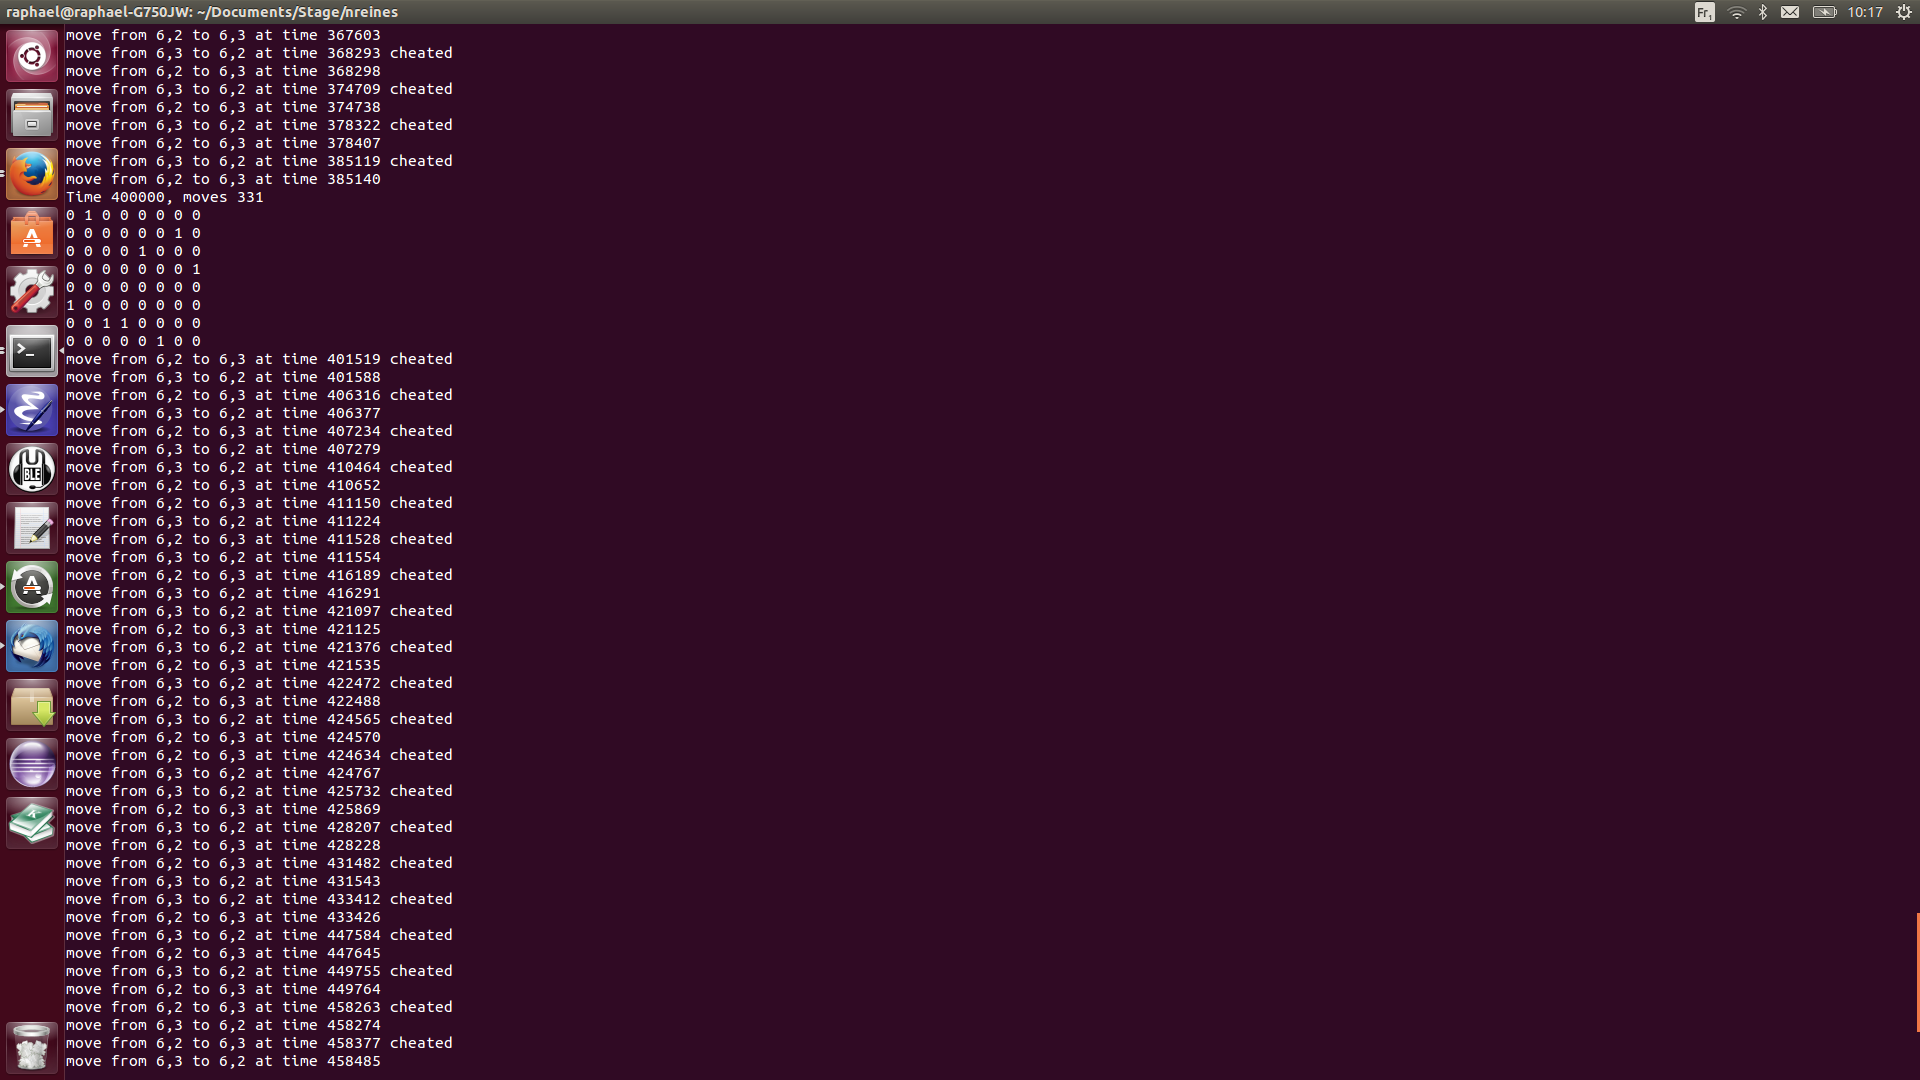 raphael@raphael-G750JW: ~/Documents/Stage/nreines
Fr1
10:17
move from 6,2 to 6,3 at time 367603
move from 6,3 to 6,2 at time 368293 cheated
move from 6,2 to 6,3 at time 368298
move from 6,3 to 6,2 at time 374709 cheated
move from 6,2 to 6,3 at time 374738
move from 6,3 to 6,2 at time 378322 cheated
move from 6,2 to 6,3 at time 378407
move from 6,3 to 6,2 at time 385119 cheated
move from 6,2 to 6,3 at time 385140
Time 400000, moves 331
0 1 0 0 0 0 0 0
0 0 0 0 0 0 1 0
0 0 0 0 1 0 0 0
0 0 0 0 0 0 0 1
0 0 0 0 0 0 0 0
1 0 0 0 0 0 0 0
0 0 1 1 0 0 0 0
0 0 0 0 0 1 0 0
move from 6,2 to 6,3 at time 401519 cheated
move from 6,3 to 6,2 at time 401588
move from 6,2 to 6,3 at time 406316 cheated
move from 6,3 to 6,2 at time 406377
move from 6,2 to 6,3 at time 407234 cheated
move from 6,3 to 6,2 at time 407279
move from 6,3 to 6,2 at time 410464 cheated
move from 6,2 to 6,3 at time 410652
move from 6,2 to 6,3 at time 411150 cheated
move from 6,3 to 6,2 at time 411224
move from 6,2 to 6,3 at time 411528 cheated
move from 6,3 to 6,2 at time 411554
move from 6,2 to 6,3 at time 416189 cheated
move from 6,3 to 6,2 at time 416291
move from 6,3 to 6,2 at time 421097 cheated
move from 6,2 to 6,3 at time 421125
move from 6,3 to 6,2 at time 421376 cheated
move from 6,2 to 6,3 at time 421535
move from 6,3 to 6,2 at time 422472 cheated
move from 6,2 to 6,3 at time 422488
move from 6,3 to 6,2 at time 424565 cheated
move from 6,2 to 6,3 at time 424570
move from 6,2 to 6,3 at time 424634 cheated
move from 6,3 to 6,2 at time 424767
move from 6,3 to 6,2 at time 425732 cheated
move from 6,2 to 6,3 at time 425869
move from 6,3 to 6,2 at time 428207 cheated
move from 6,2 to 6,3 at time 428228
move from 6,2 to 6,3 at time 431482 cheated
move from 6,3 to 6,2 at time 431543
move from 6,3 to 6,2 at time 433412 cheated
move from 6,2 to 6,3 at time 433426
move from 6,3 to 6,2 at time 447584 cheated
move from 6,2 to 6,3 at time 447645
move from 6,3 to 6,2 at time 449755 cheated
move from 6,2 to 6,3 at time 449764
move from 6,2 to 6,3 at time 458263 cheated
move from 6,3 to 6,2 at time 458274
move from 6,2 to 6,3 at time 458377 cheated
move from 6,3 to 6,2 at time 458485
BLE